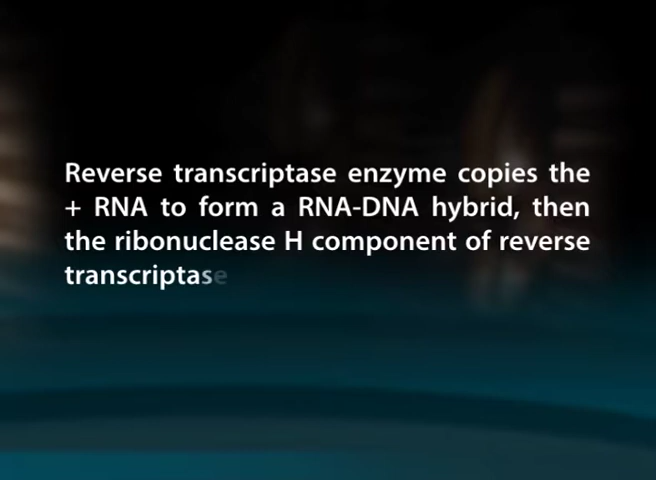 Reverse transcriptase enzyme copies the
+ RNA to form a RNA-DNA hybrid, then
the ribonuclease H component of reverse
transcriptase